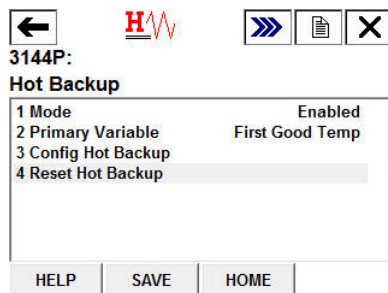 H
3144P:
Hot Backup
1 Mode Enabled
2 Primary Variable First Good Temp
3 Config Hot Backup
4 Reset Hot Backup
HELP SAVE HOME